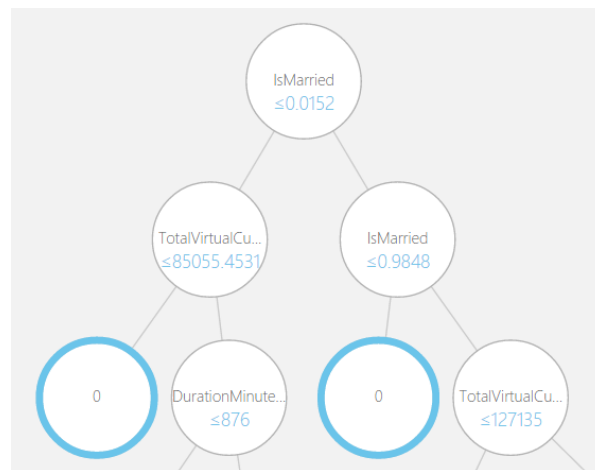 IsMarried
≤0.0152
TotalVirtualCu...
≤85055.4531
IsMarried
≤0.9848
0
DurationMinute...
≤876
0
TotalVirtualCu...
≤127135